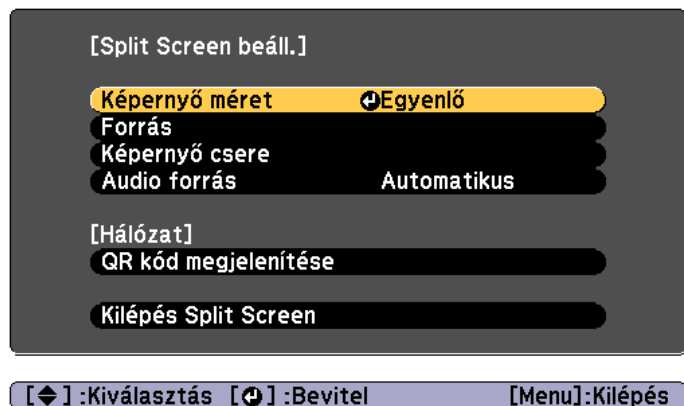 [Split Screen beáll.]
Képernyő méret Egyenlő
Forrás
Képernyő csere
Audio forrás Automatikus
[Hálózat]
QR kód megjelenítése
Kilépés Split Screen
[◆] :Kiválasztás [⏎] :Bevitel [Menu]:Kilépés